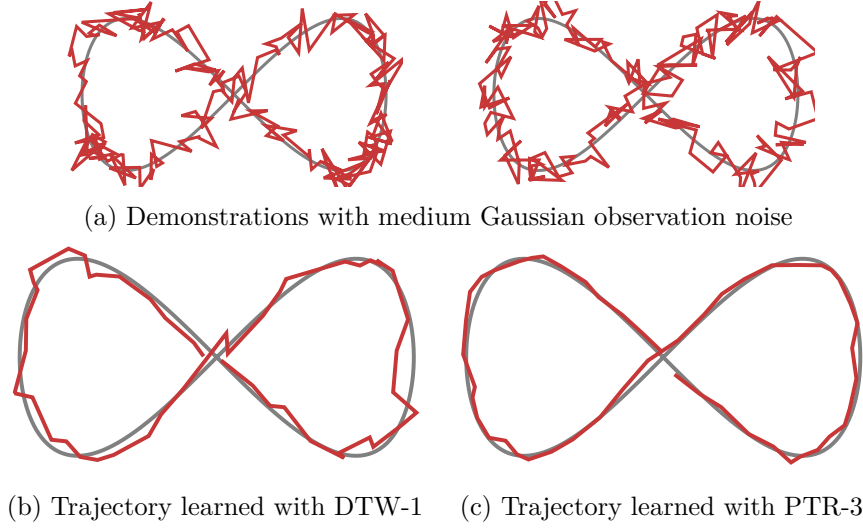 (a) Demonstrations with medium Gaussian observation noise
(b) Trajectory learned with DTW-1
(c) Trajectory learned with PTR-3